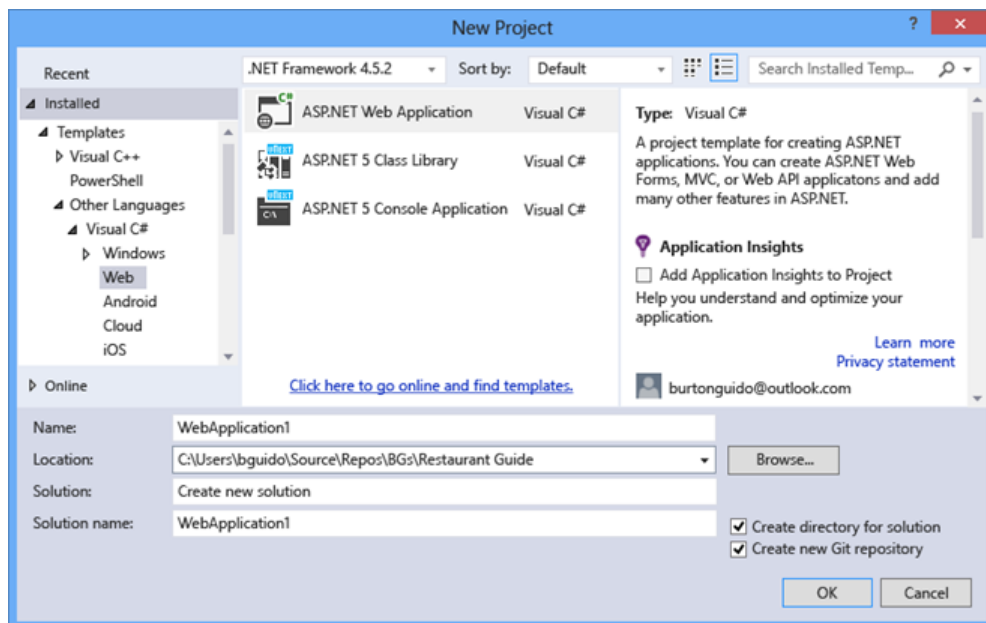 New Project
?
Recent
.NET Framework 4.5.2
Sort by:
Default
Search Installed Temp...
Installed
Templates
Visual C++
PowerShell
Other Languages
Visual C#
Windows
Web
Android
Cloud
iOS
Online
C#
ASP.NET Web Application Visual C#
ASP.NET 5 Class Library Visual C#
C:\
ASP.NET 5 Console Application Visual C#
Click here to go online and find templates.
Type: Visual C#
A project template for creating ASP.NET
applications. You can create ASP.NET Web
Forms, MVC, or Web API applicatons and add
many other features in ASP.NET.
Application Insights
Add Application Insights to Project
Help you understand and optimize your
application.
Learn more
Privacy statement
burtonguido@outlook.com
Name: WebApplication1
Location: C:\Users\bguido\Source\Repos\BGs\Restaurant Guide
Browse...
Solution: Create new solution
Solution name: WebApplication1
Create directory for solution
Create new Git repository
OK
Cancel